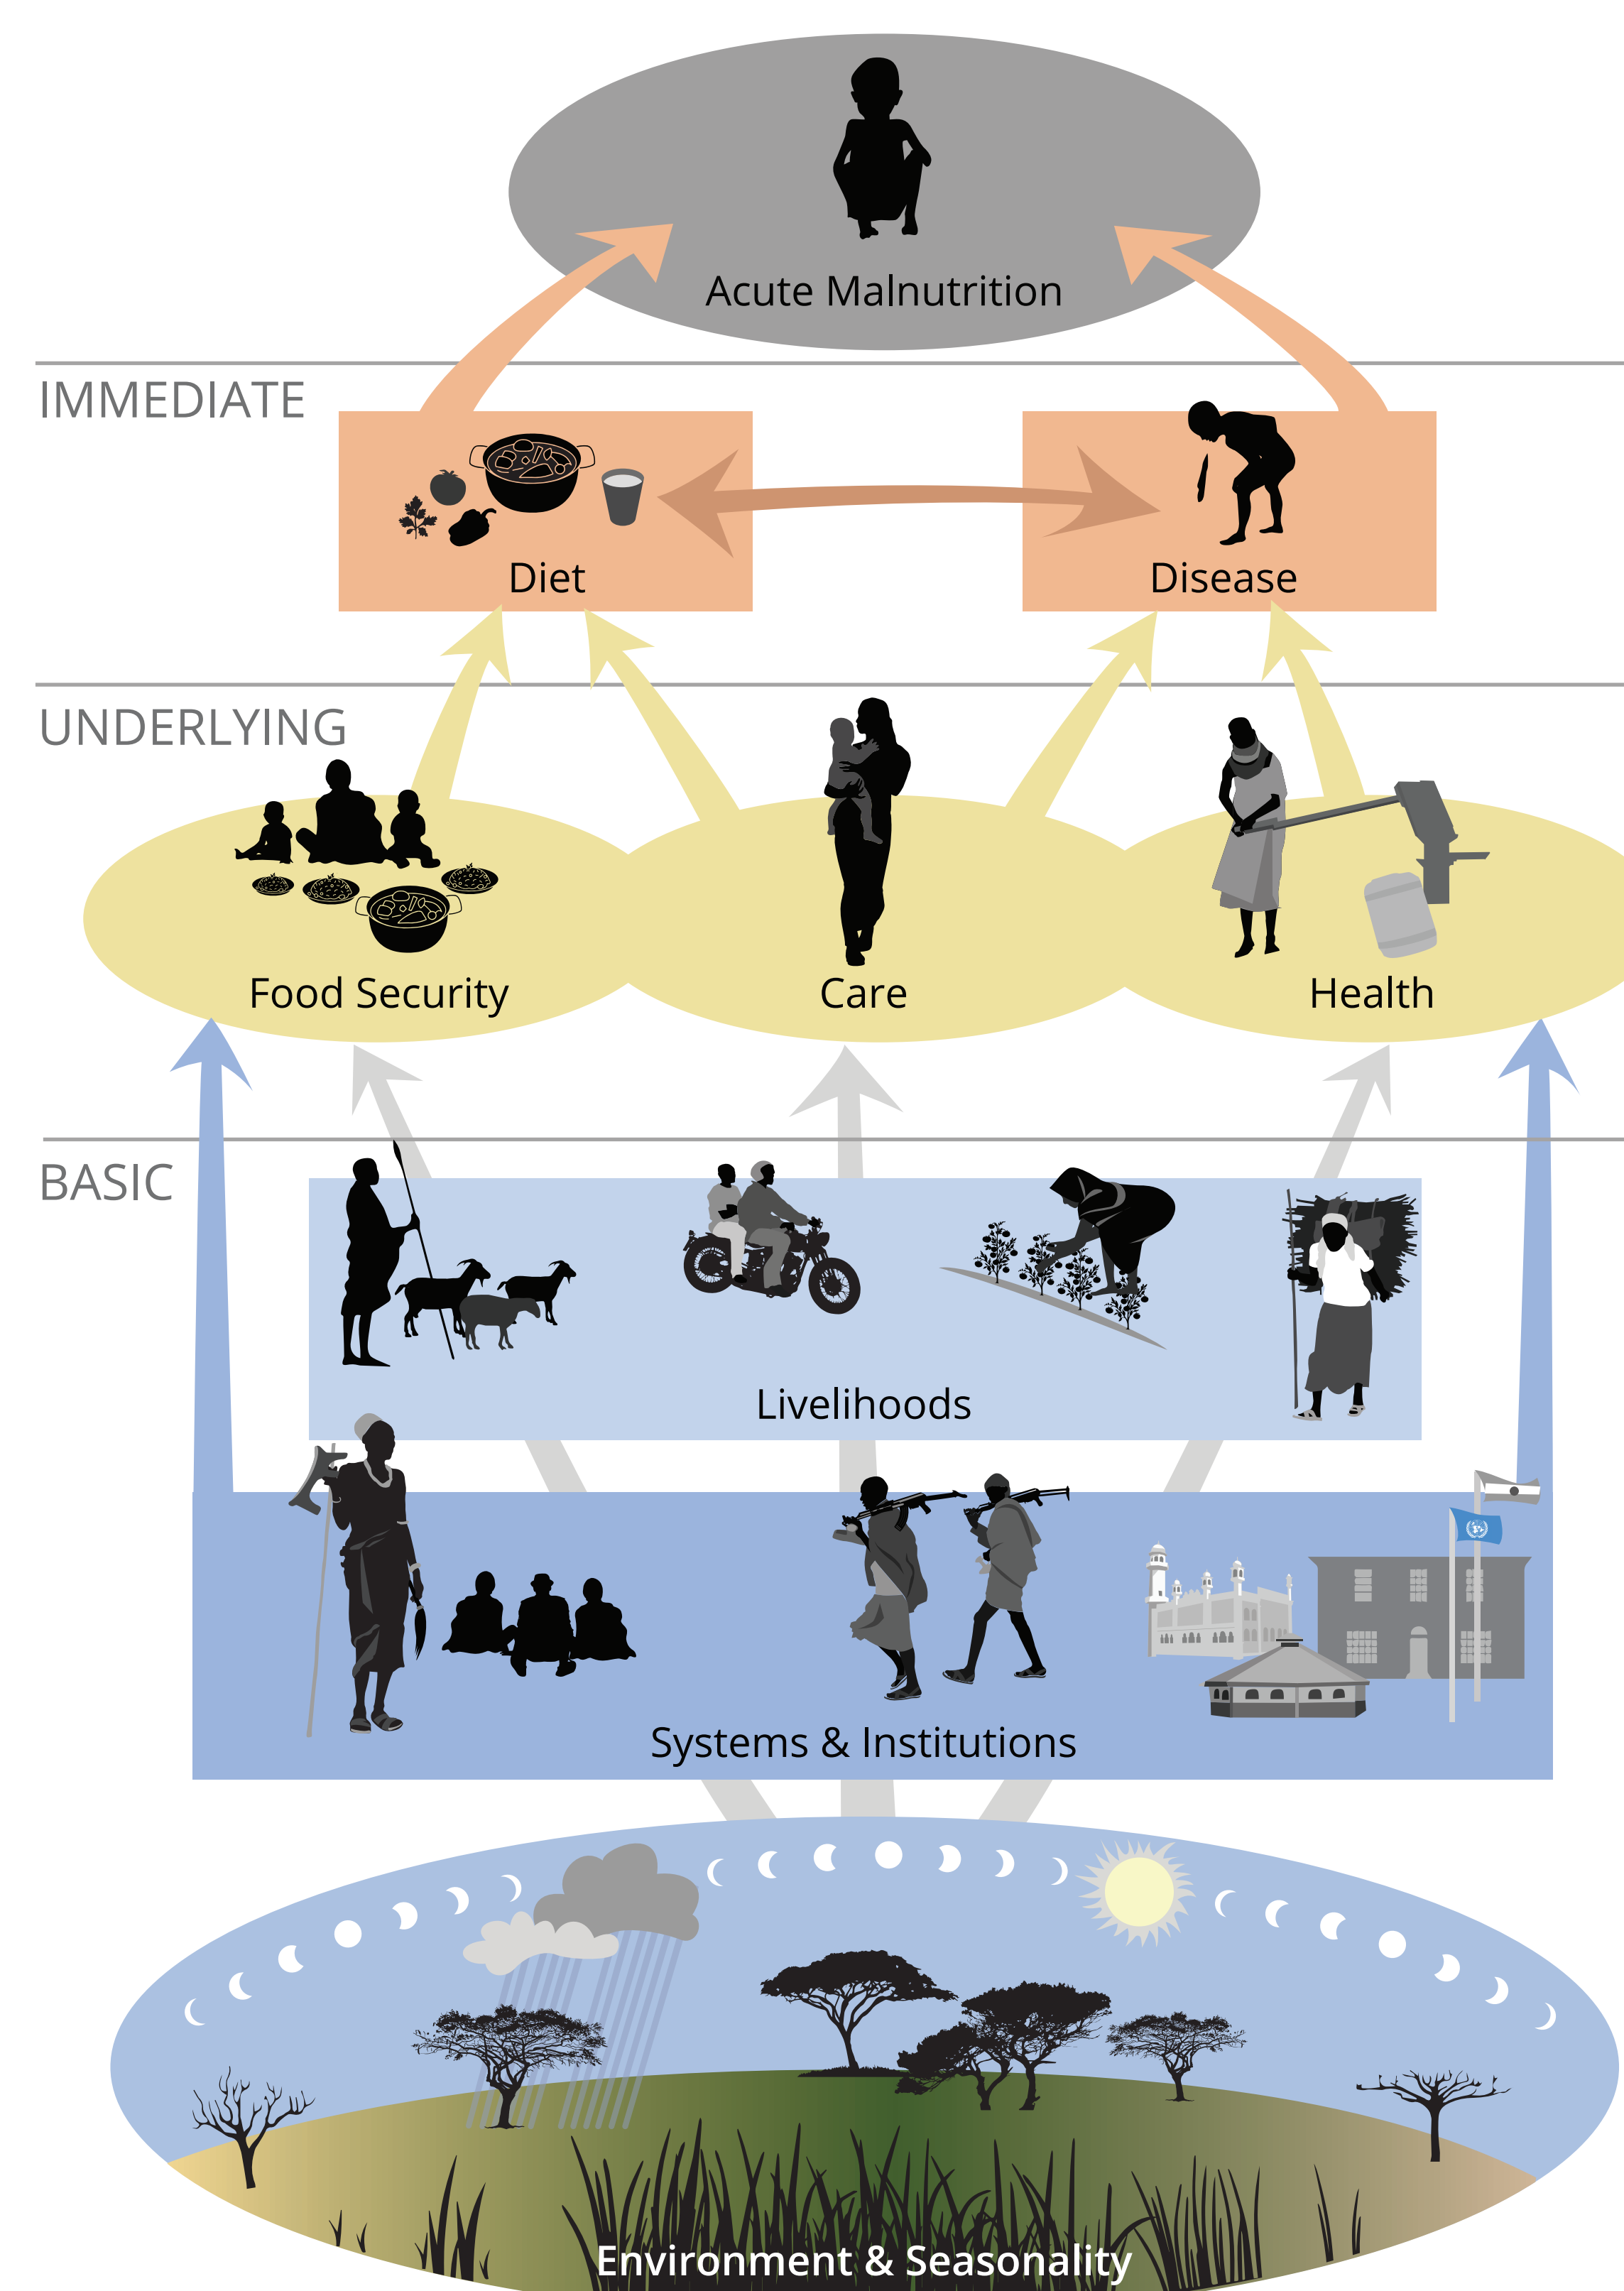 Acute Malnutrition
IMMEDIATE
Diet
Disease
UNDERLYING
Food Security
Care
Health
BASIC
Livelihoods
Systems & Institutions
Environment & Seasonality